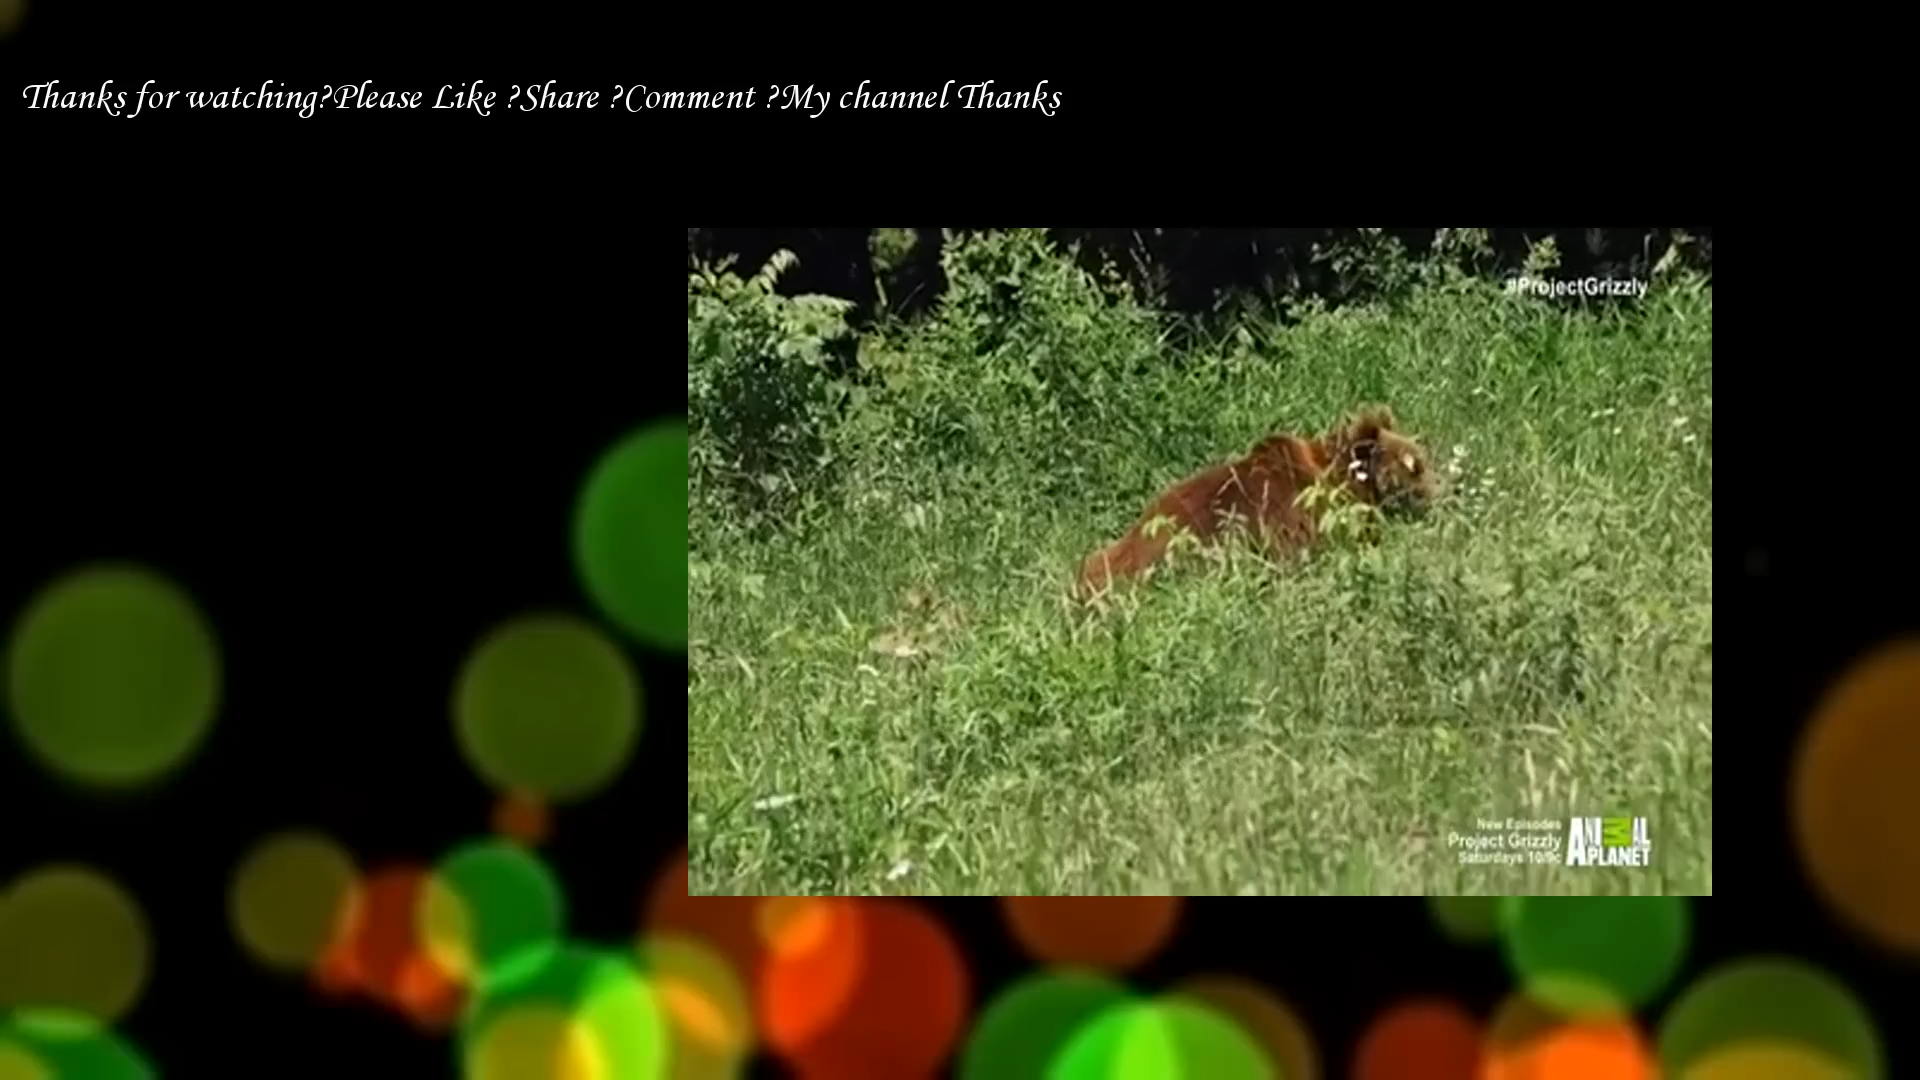 Thanks for watching?Please Like ?Share ?Comment ?My channel Thanks
#ProjectGrizzly
New Episodes
Project Grizzly
Saturdays 10/9c
ANIMAL
PLANET